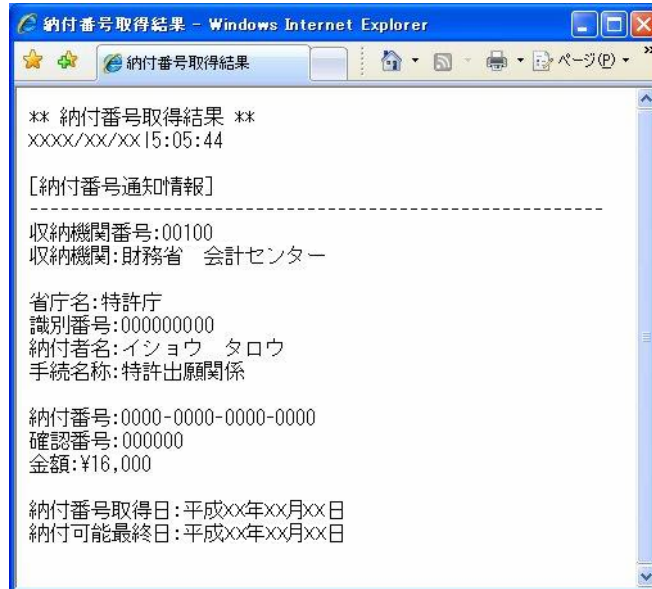 納付番号取得結果 - Windows Internet Explorer
納付番号取得結果
ページ(P)
** 納付番号取得結果 **
xxxx/xx/xx 15:05:44
[納付番号通知情報]
--------------------------------------------------------
収納機関番号:00100
収納機関:財務省　会計センター
省庁名:特許庁
識別番号:000000000
納付者名:イショウ　タロウ
手続名称:特許出願関係
納付番号:0000-0000-0000-0000
確認番号:000000
金額:¥16,000
納付番号取得日:平成xx年xx月xx日
納付可能最終日:平成xx年xx月xx日